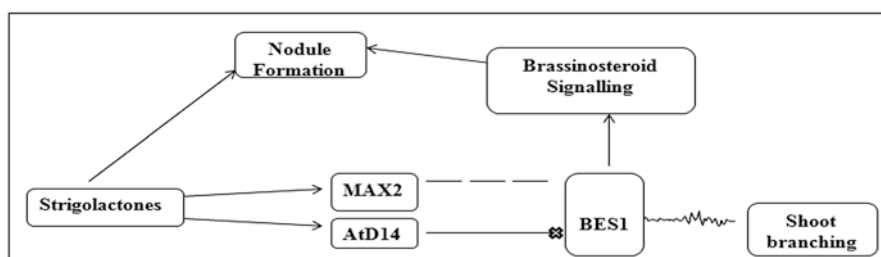 Nodule
Formation
Brassinosteroid
Signalling
Strigolactones
MAX2
AtD14
BES1
Shoot
branching